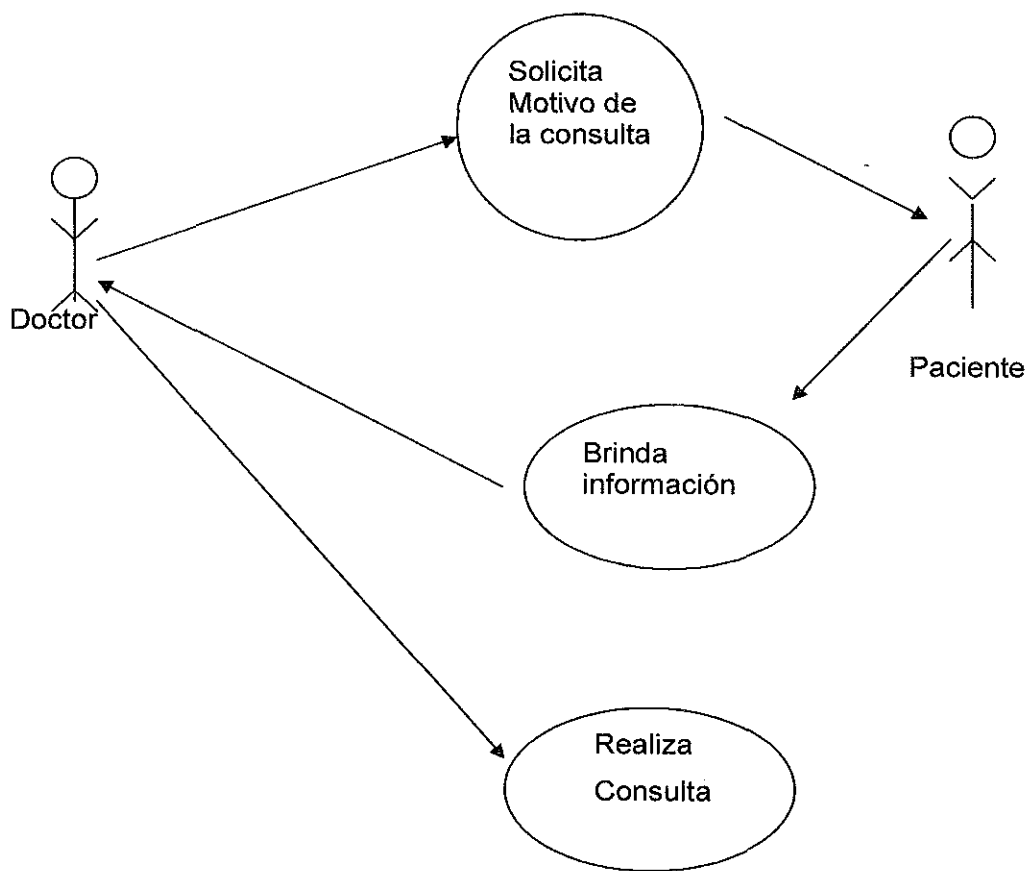 Solicita
Motivo de
la consulta
Doctor
Paciente
Brinda
información
Realiza
Consulta